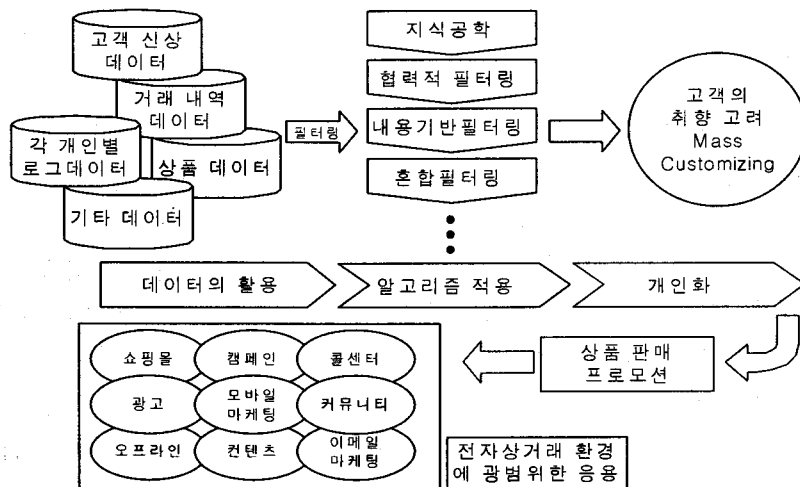 고객 신상
데이터
거래 내역
데이터
각 개인별
로그데이터
상품 데이터
기타 데이터
필터링
지식공학
협력적 필터링
내용기반필터링
혼합필터링
고객의
취향 고려
Mass
Customizing
데이터의 활용
알고리즘 적용
개인화
쇼핑몰
캠페인
콜센터
광고
모바일
마케팅
커뮤니티
오프라인
컨텐츠
이메일
마케팅
상품 판매
프로모션
전자상거래 환경
에 광범위한 응용